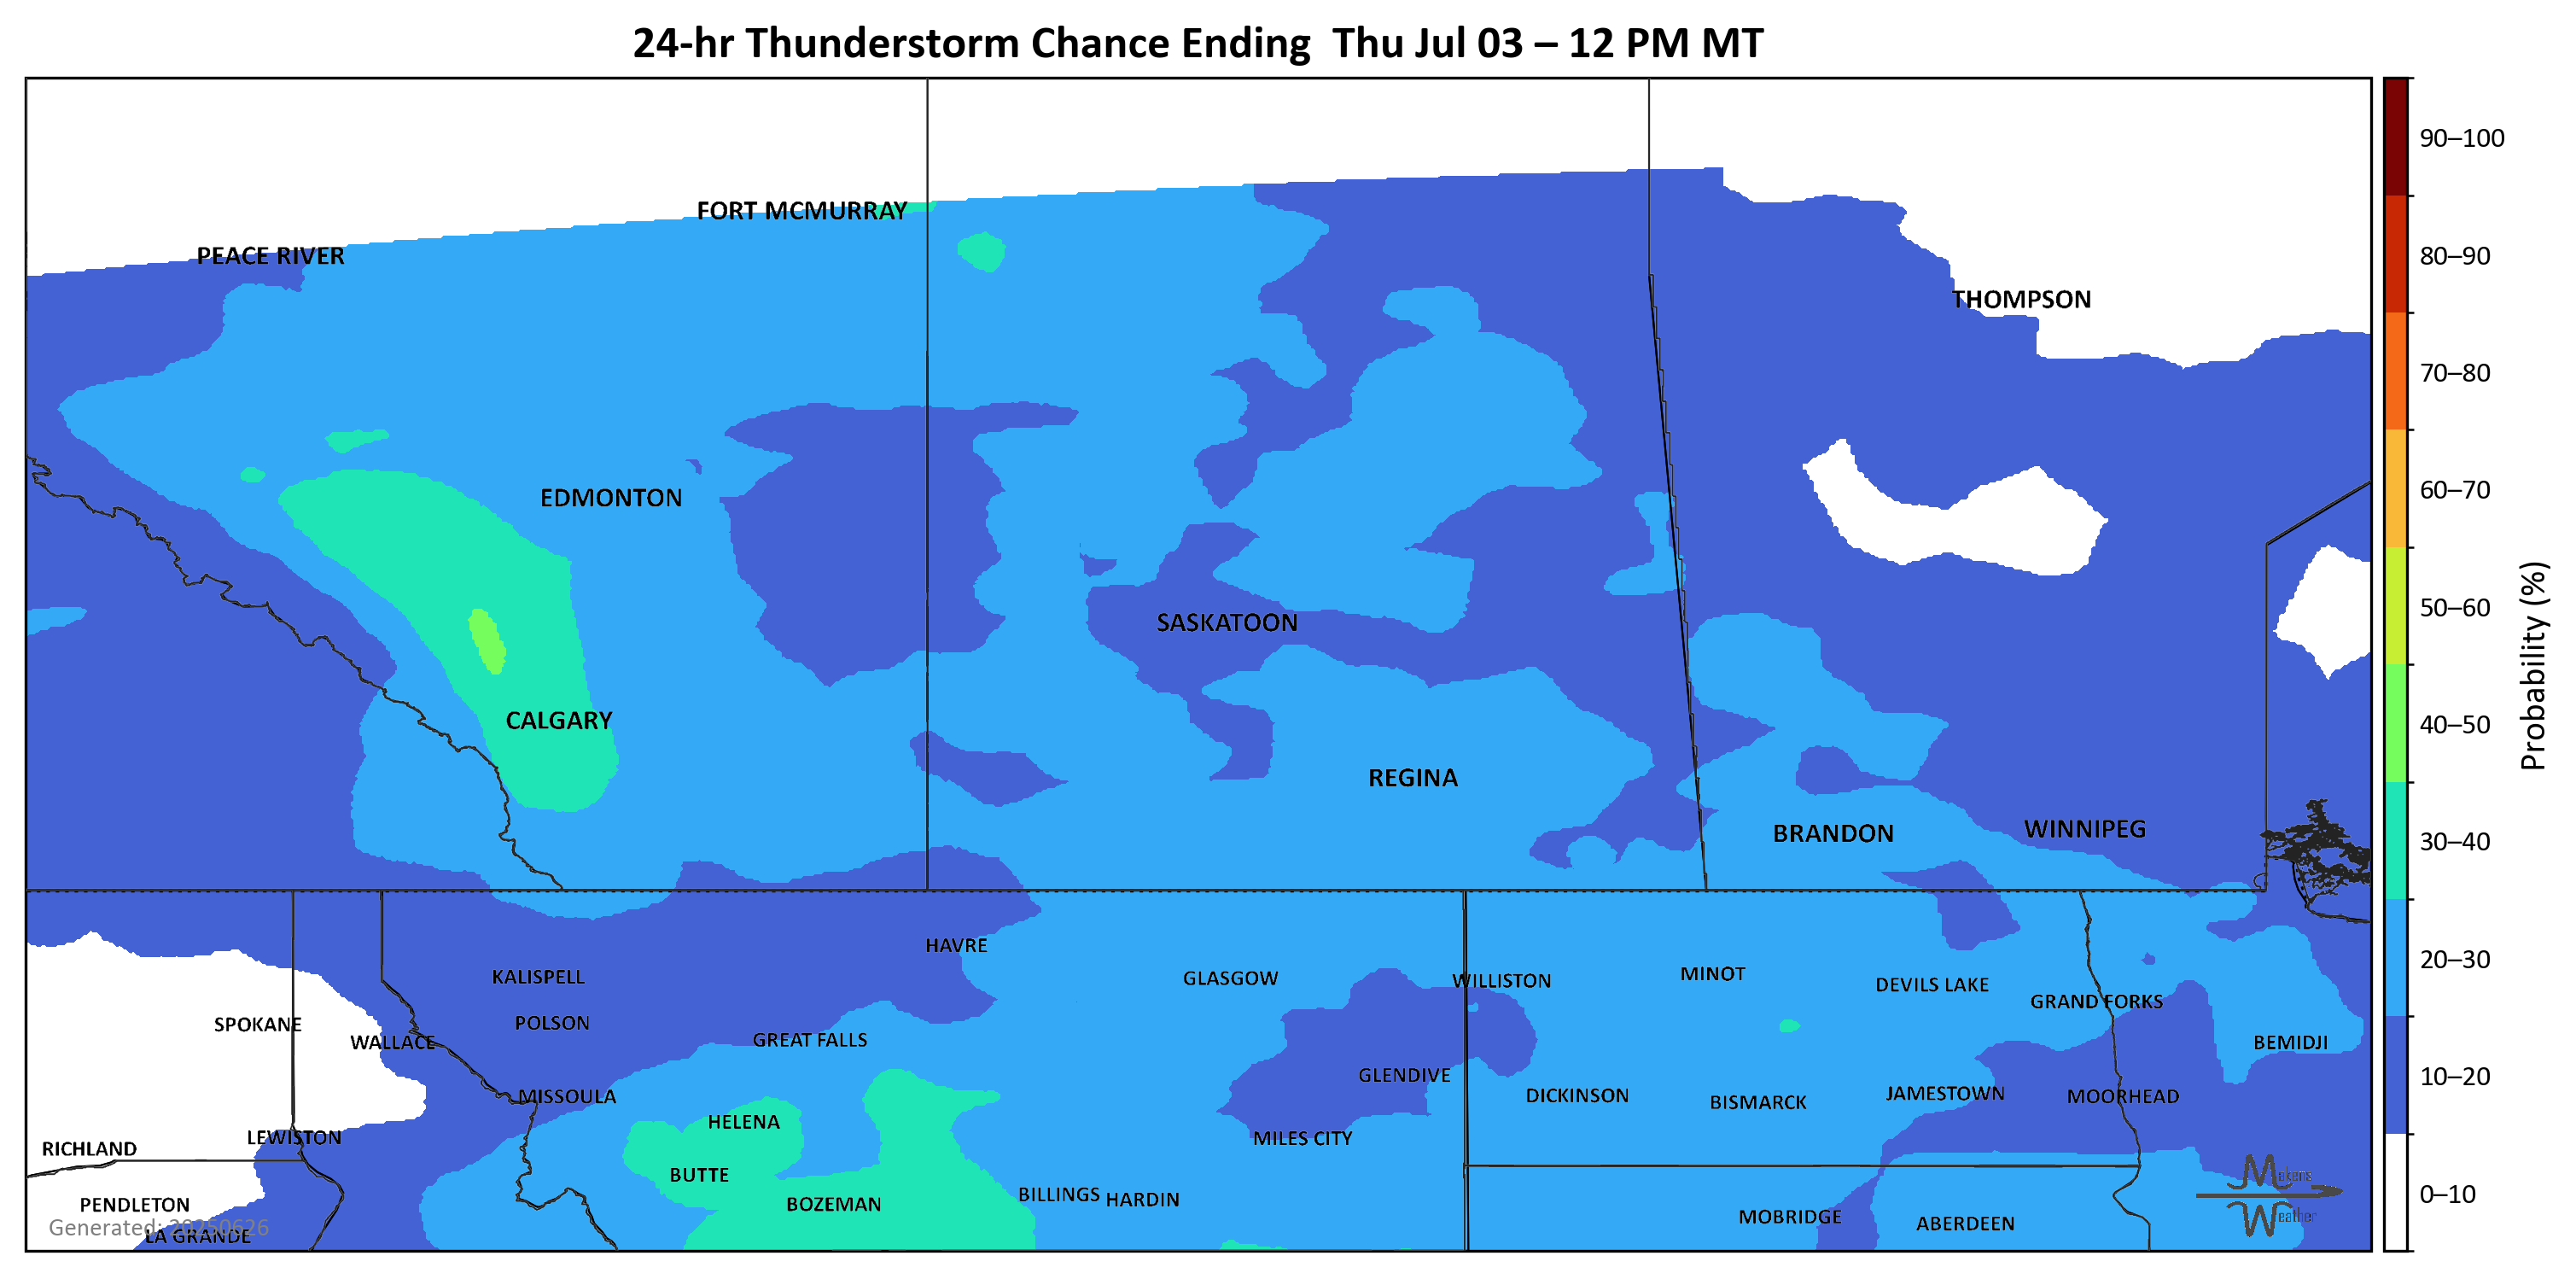 24-hr Thunderstorm Chance Ending  Thu Jul 03 – 12 PM MT
90–100
FORT MCMURRAY
PEACE RIVER
80–90
THOMPSON
70–80
EDMONTON
60–70
SASKATOON
50–60
Probability (%)
CALGARY
40–50
REGINA
BRANDON
WINNIPEG
30–40
HAVRE
KALISPELL
GLASGOW
WILLISTON
MINOT
DEVILS LAKE
20–30
GRAND FORKS
SPOKANE
POLSON
WALLACE
GREAT FALLS
BEMIDJI
GLENDIVE
10–20
MISSOULA
DICKINSON
BISMARCK
JAMESTOWN
MOORHEAD
HELENA
LEWISTON
MILES CITY
RICHLAND
BUTTE
Makens
PENDLETON
BOZEMAN
BILLINGS
HARDIN
0–10
MOBRIDGE
ABERDEEN
Weather
Generated: 20250626
LA GRANDE